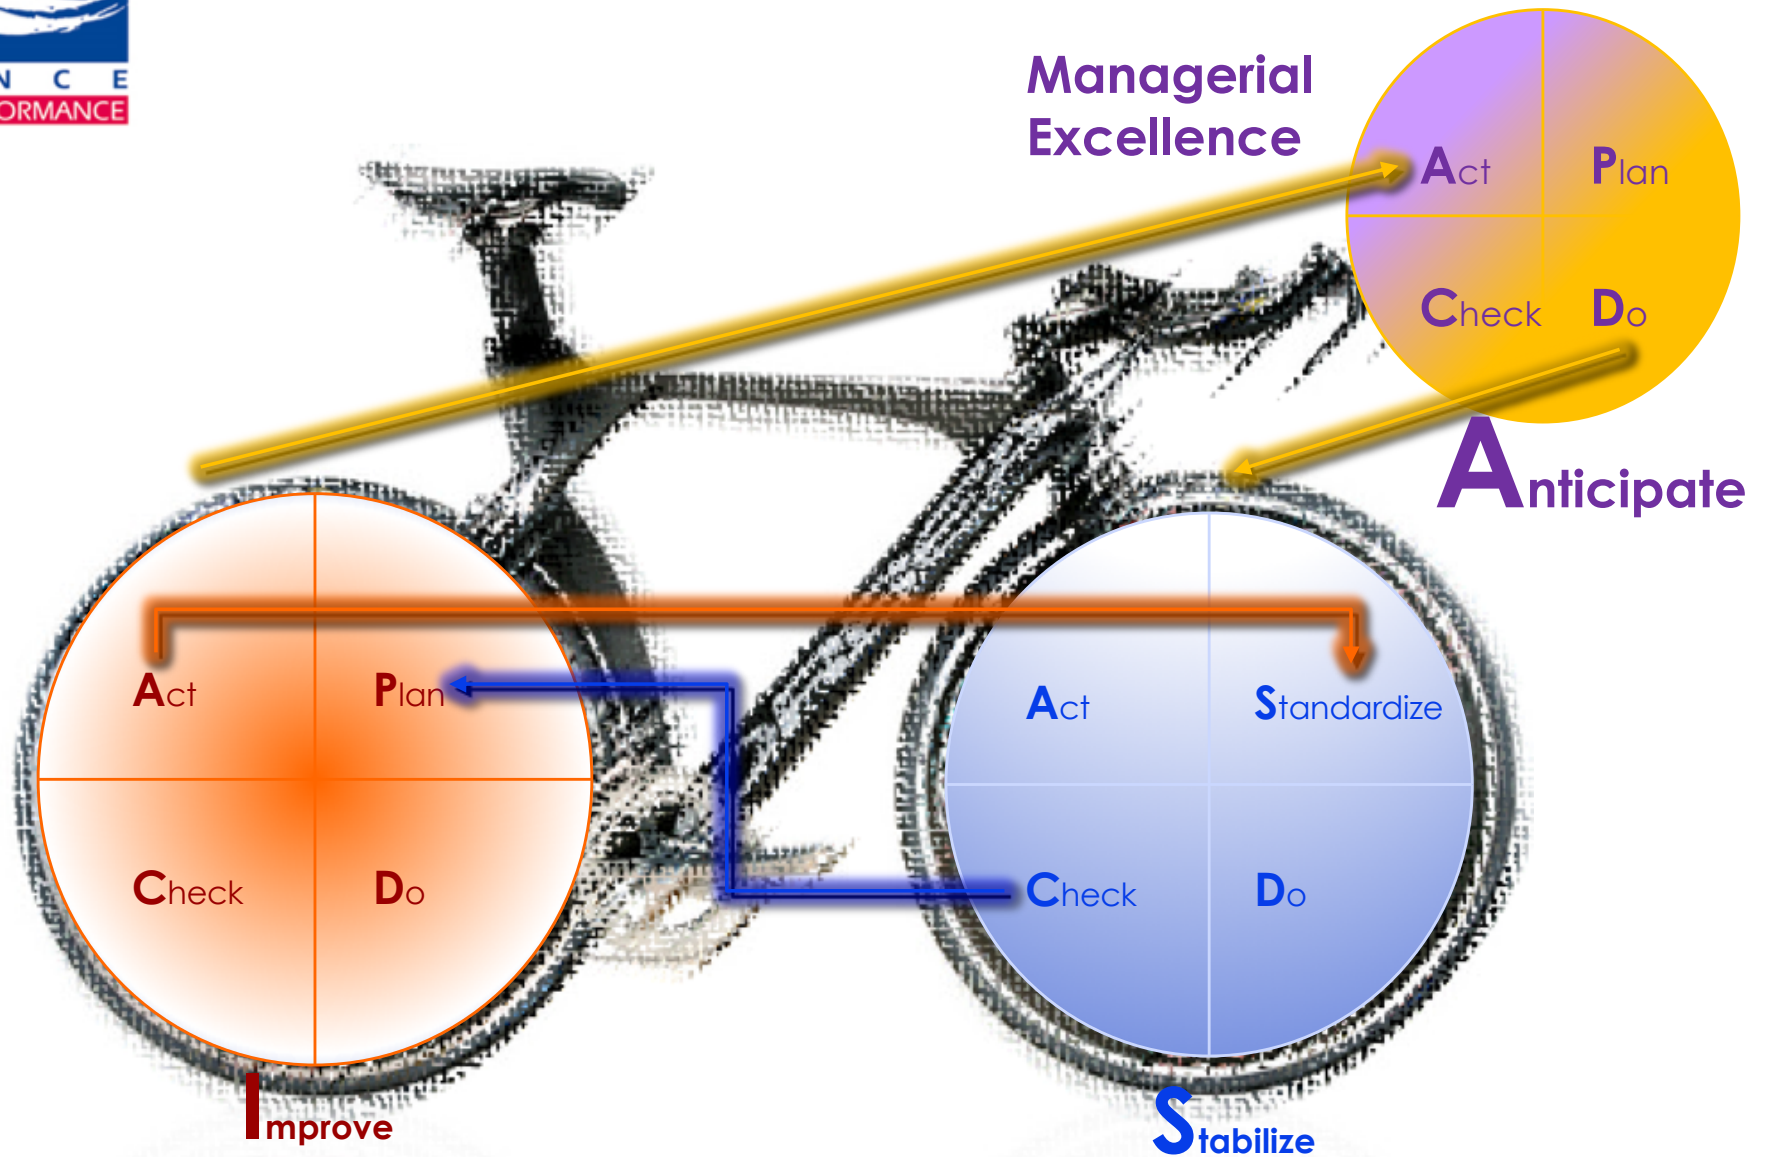 N C E
ORMANCE
Managerial
Excellence
Act Plan
Check Do
Anticipate
Act Plan
Check Do
Improve
Act Standardize
Check Do
Stabilize